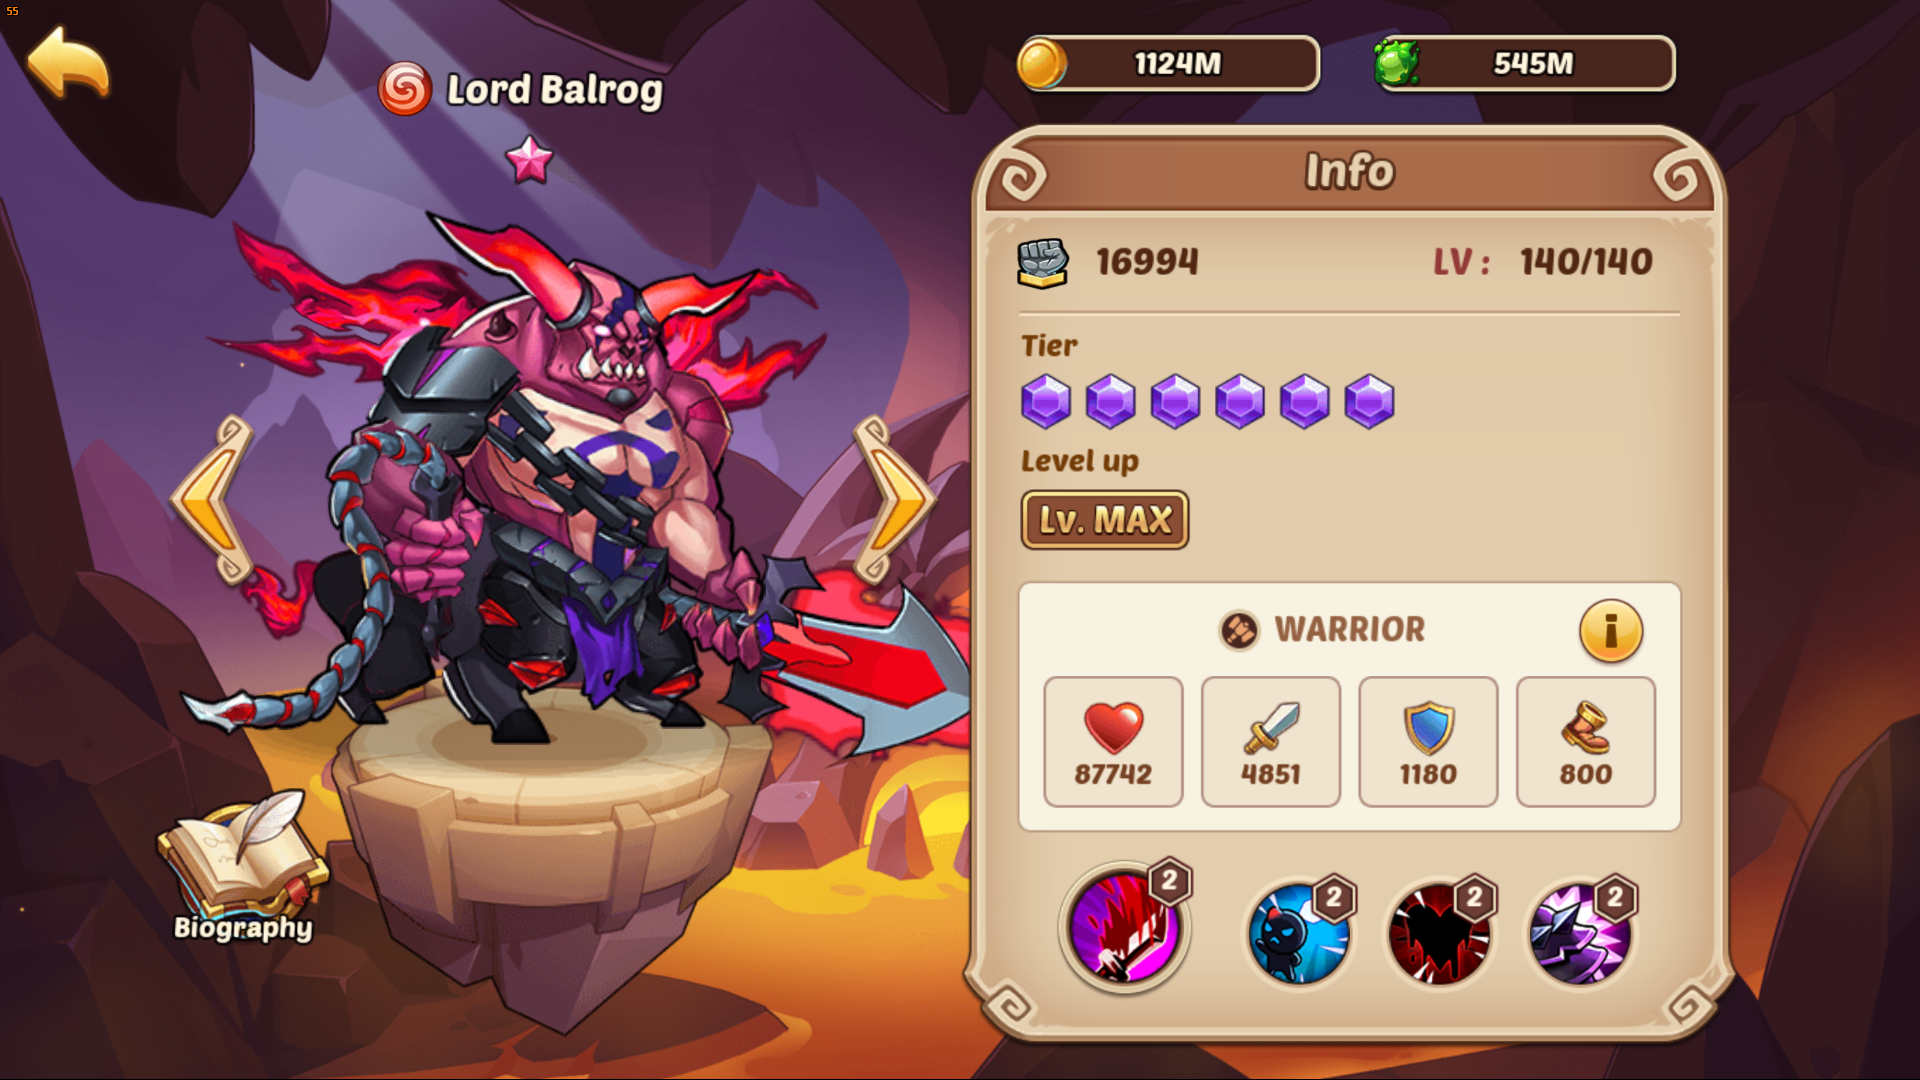 55
Lord Balrog
1124M
545M
Info
16994
LV : 140/140
Tier
Level up
Lv. MAX
WARRIOR
87742
4851
1180
800
2
2
2
2
Biography